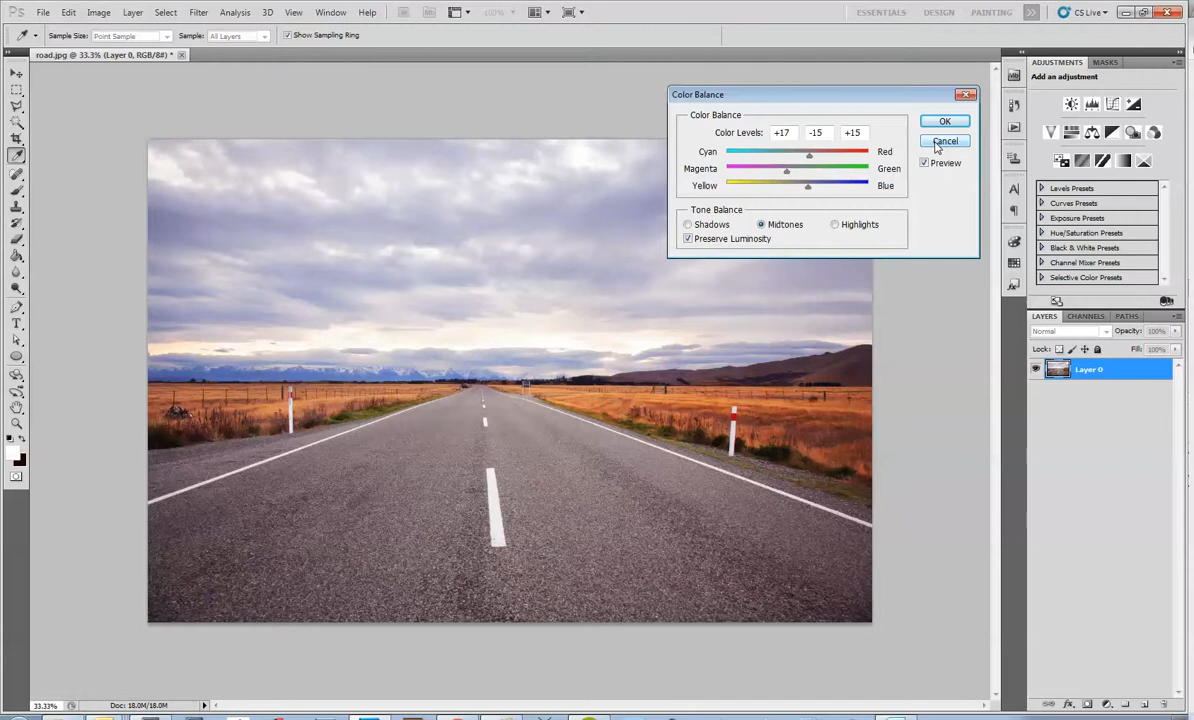 Ps File Edit Image Layer Select Filter Analysis 3D View Window Help 100% ESSENTIALS DESIGN PAINTING CS Live
Sample Size: Point Sample Sample: All Layers Show Sampling Ring
road.jpg @ 33.3% (Layer 0, RGB/8#) *
ADJUSTMENTS MASKS
Add an adjustment
Color Balance
Color Balance
Color Levels: +17 -15 +15
Cyan Red
Magenta Green
Yellow Blue
OK
Cancel
Preview
Tone Balance
Shadows Midtones Highlights
Preserve Luminosity
Levels Presets
Curves Presets
Exposure Presets
Hue/Saturation Presets
Black & White Presets
Channel Mixer Presets
Selective Color Presets
LAYERS CHANNELS PATHS
Normal Opacity: 100%
Lock: Fill: 100%
Layer 0
33.33% Doc: 18.0M/18.0M